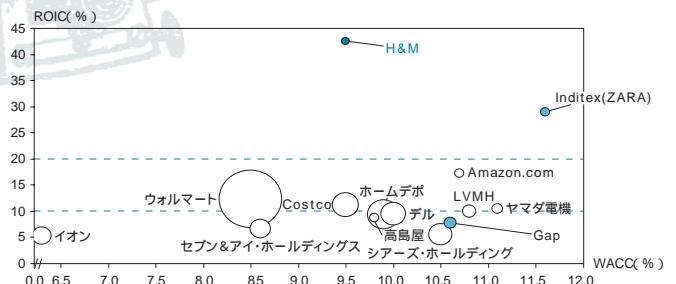 ROIC(%)
45
40
35
30
25
20
15
10
5
0
H&M
Inditex(ZARA)
Amazon.com
ウォルマート
Costco
ホームデポ
デル
LVMH
ヤマダ電機
イオン
セブン&アイ・ホールディングス
高島屋
シアーズ・ホールディング
Gap
0.0 6.5 7.0 7.5 8.0 8.5 9.0 9.5 10.0 10.5 11.0 11.5 12.0
WACC(%)